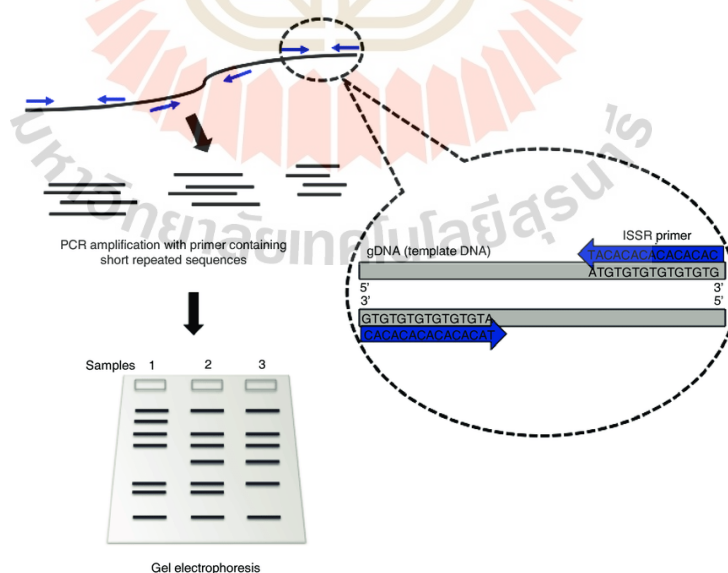 มหาวิทยาลัยเทคโนโลยีสุรนารี
PCR amplification with primer containing
short repeated sequences
Samples 1 2 3
Gel electrophoresis
ISSR primer
gDNA (template DNA)
TACACACACACACAC
ATGTGTGTGTGTGTG
5' 3'
3' 5'
GTGTGTGTGTGTGTA
CACACACACACACAT